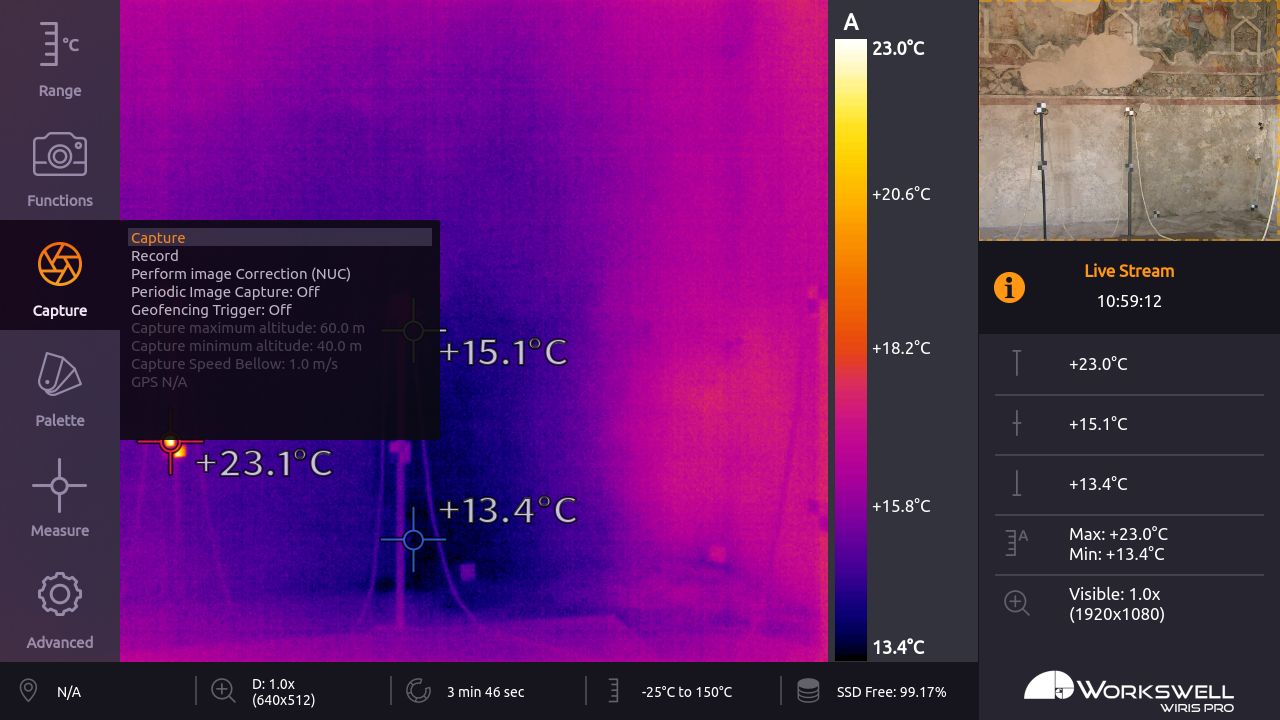 °C
Range
Functions
Capture
Palette
Measure
Advanced
Capture
Record
Perform image Correction (NUC)
Periodic Image Capture: Off
Geofencing Trigger: Off
Capture maximum altitude: 60.0 m
Capture minimum altitude: 40.0 m
Capture Speed Bellow: 1.0 m/s
GPS N/A
+15.1°C
+23.1°C
+13.4°C
A
23.0°C
+20.6°C
+18.2°C
+15.8°C
13.4°C
Live Stream
10:59:12
+23.0°C
+15.1°C
+13.4°C
A
Max: +23.0°C
Min: +13.4°C
Visible: 1.0x
(1920x1080)
N/A
D: 1.0x
(640x512)
3 min 46 sec
-25°C to 150°C
SSD Free: 99.17%
WORKSWELL
WIRIS PRO